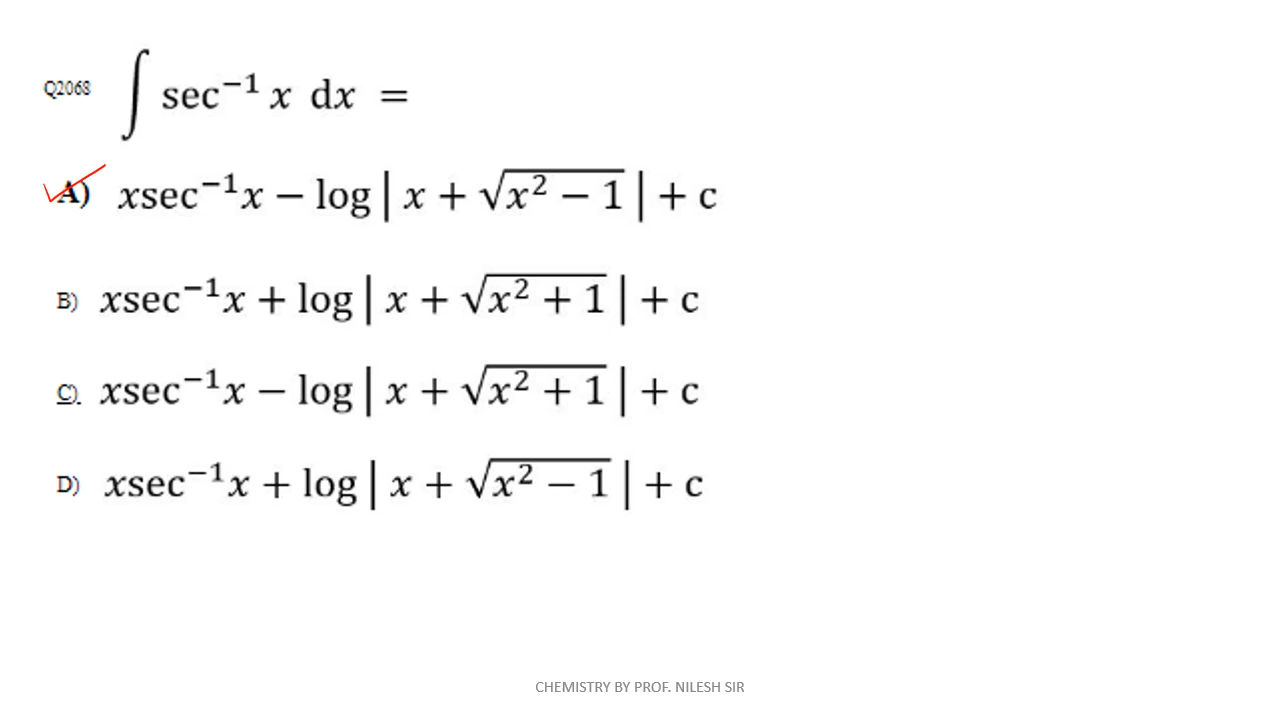 Q2068 ∫ sec⁻¹ x dx =
A) xsec⁻¹x − log | x + √(x² − 1) | + c
B) xsec⁻¹x + log | x + √(x² + 1) | + c
C). xsec⁻¹x − log | x + √(x² + 1) | + c
D) xsec⁻¹x + log | x + √(x² − 1) | + c
CHEMISTRY BY PROF. NILESH SIR